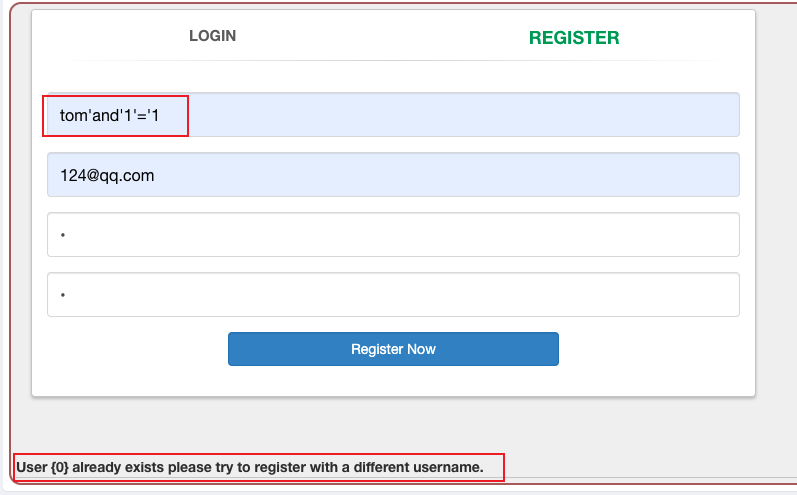 LOGIN REGISTER
tom'and'1'='1
124@qq.com
•
•
Register Now
User {0} already exists please try to register with a different username.